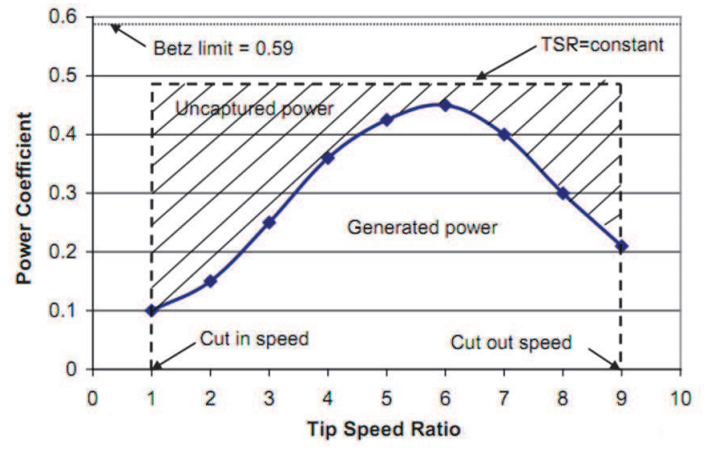 0.6
Betz limit = 0.59
TSR=constant
0.5
Uncaptured power
0.4
0.3
Generated power
0.2
0.1
Cut in speed
Cut out speed
0
0 1 2 3 4 5 6 7 8 9 10
Power Coefficient
Tip Speed Ratio